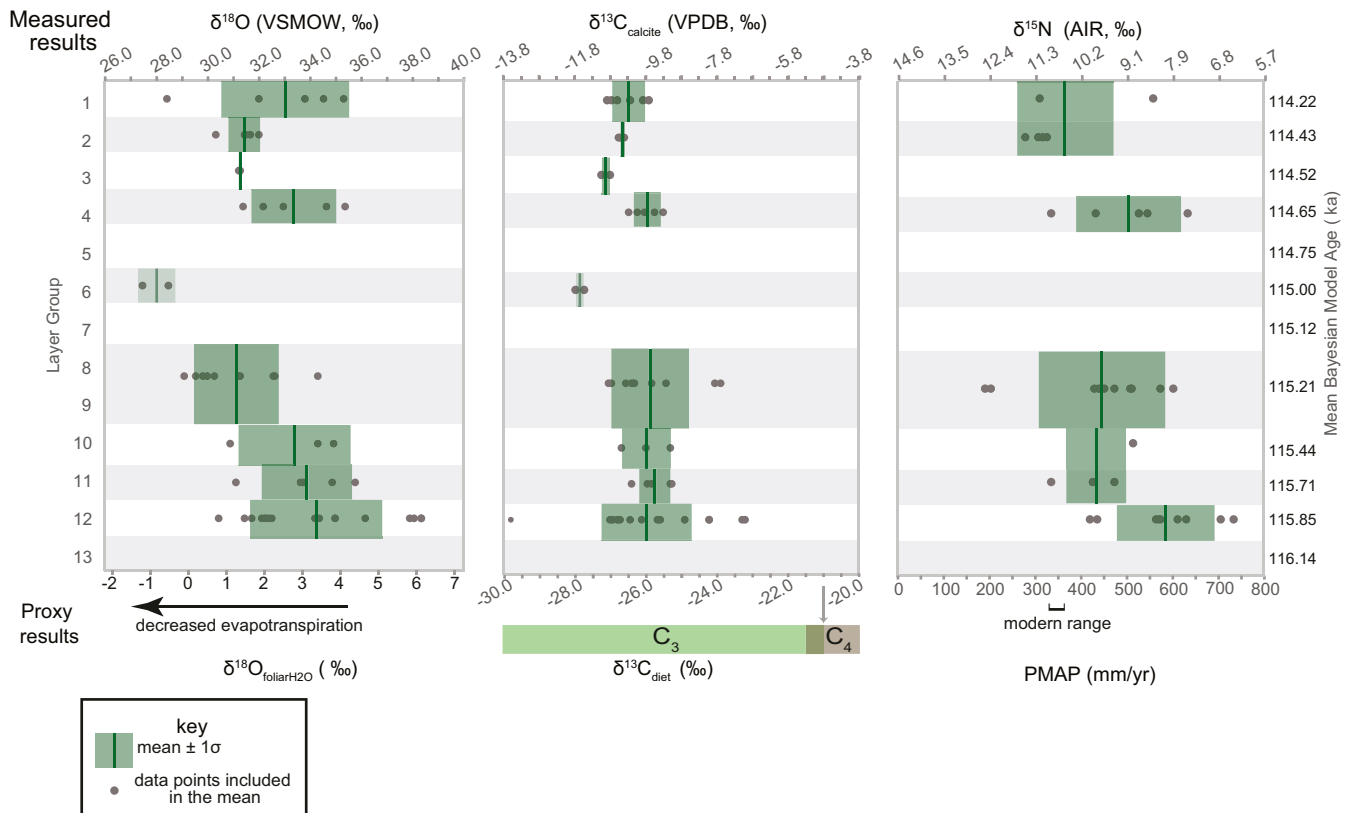 Measured results
δ18O (VSMOW, ‰)
δ13Ccalcite (VPDB, ‰)
δ15N (AIR, ‰)
26.0 28.0 30.0 32.0 34.0 36.0 38.0 40.0
-13.8 -11.8 -9.8 -7.8 -5.8 -3.8
14.6 13.5 12.4 11.3 10.2 9.1 7.9 6.8 5.7
Layer Group
Mean Bayesian Model Age ( ka)
1 114.22
2 114.43
3 114.52
4 114.65
5 114.75
6 115.00
7 115.12
8 115.21
9
10 115.44
11 115.71
12 115.85
13 116.14
-2 -1 0 1 2 3 4 5 6 7
-30.0 -28.0 -26.0 -24.0 -22.0 -20.0
0 100 200 300 400 500 600 700 800
Proxy results
decreased evapotranspiration
C3 C4
modern range
δ18OfoliarH2O ( ‰)
δ13Cdiet (‰)
PMAP (mm/yr)
key
mean ± 1σ
data points included
in the mean